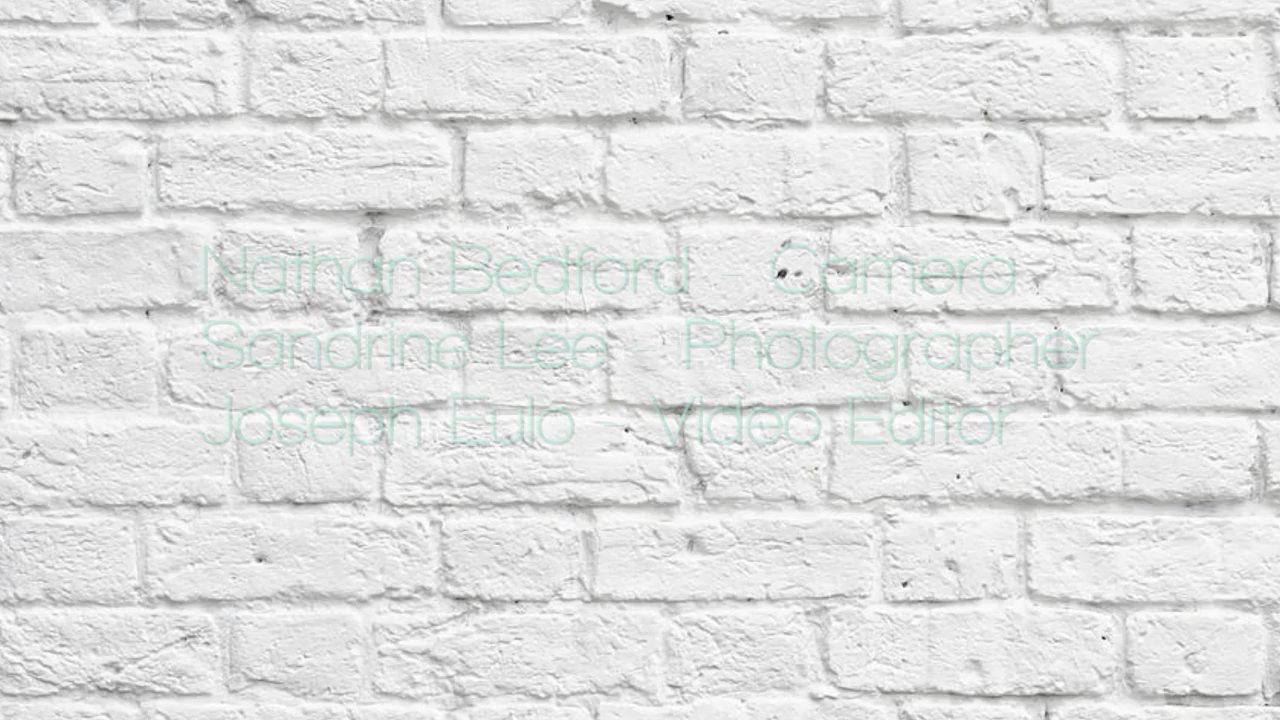 Nathan Bedford - Camera
Sandrine Lee - Photographer
Joseph Eulo - Video Editor